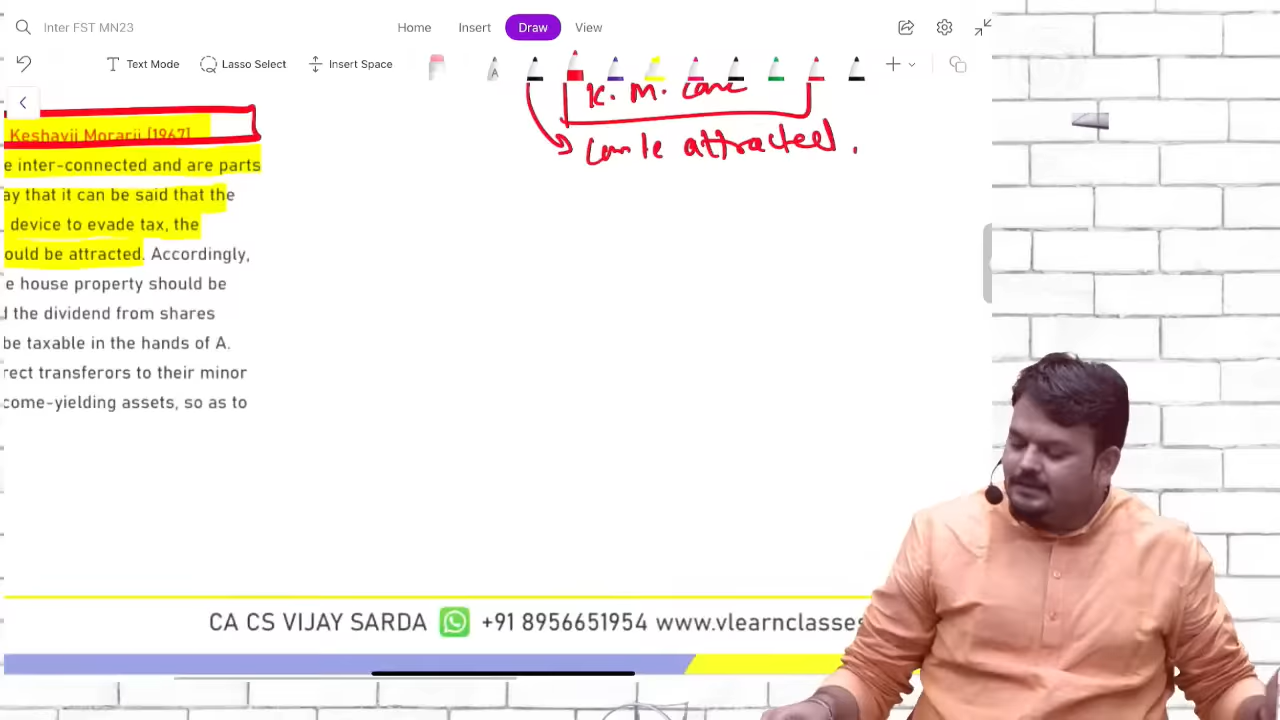 Inter FST MN23
Home Insert Draw View
Text Mode Lasso Select Insert Space
A
K. M. Case
Can be attracted.
Keshavji Morarji [1967]
e inter-connected and are parts
ay that it can be said that the
device to evade tax, the
ould be attracted. Accordingly,
e house property should be
d the dividend from shares
be taxable in the hands of A.
rect transferors to their minor
come-yielding assets, so as to
CA CS VIJAY SARDA +91 8956651954 www.vlearnclasses